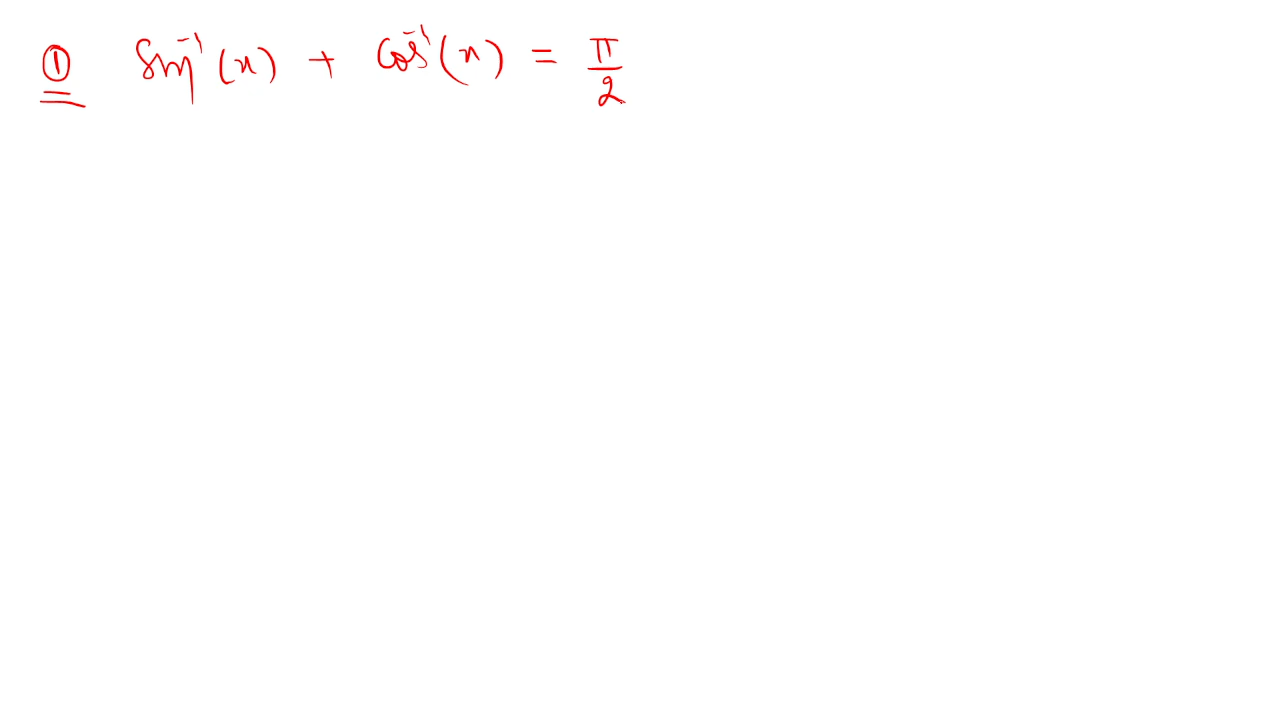 ① Sin⁻¹(x) + Cos⁻¹(x) = π/2